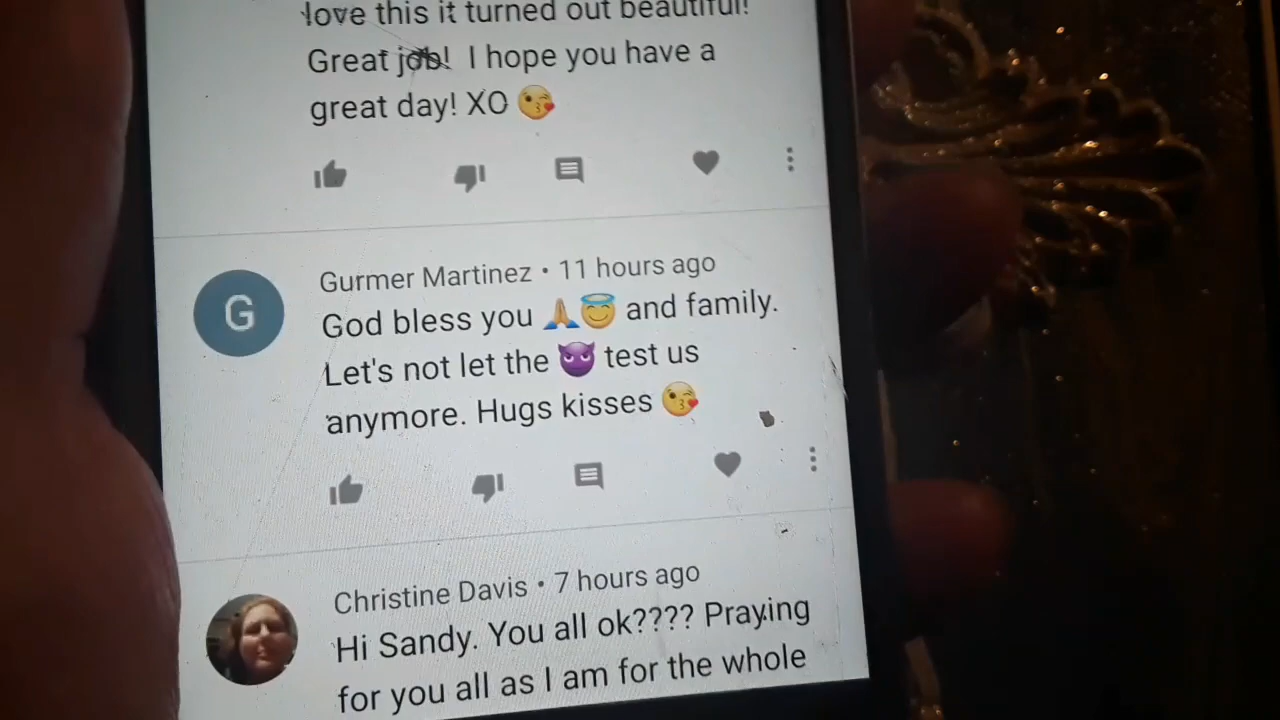 love this it turned out beautiful!
Great job! I hope you have a
great day! XO 😘
G
Gurmer Martinez • 11 hours ago
God bless you 🙏😇 and family.
Let's not let the 😈 test us
anymore. Hugs kisses 😘
Christine Davis • 7 hours ago
Hi Sandy. You all ok???? Praying
for you all as I am for the whole